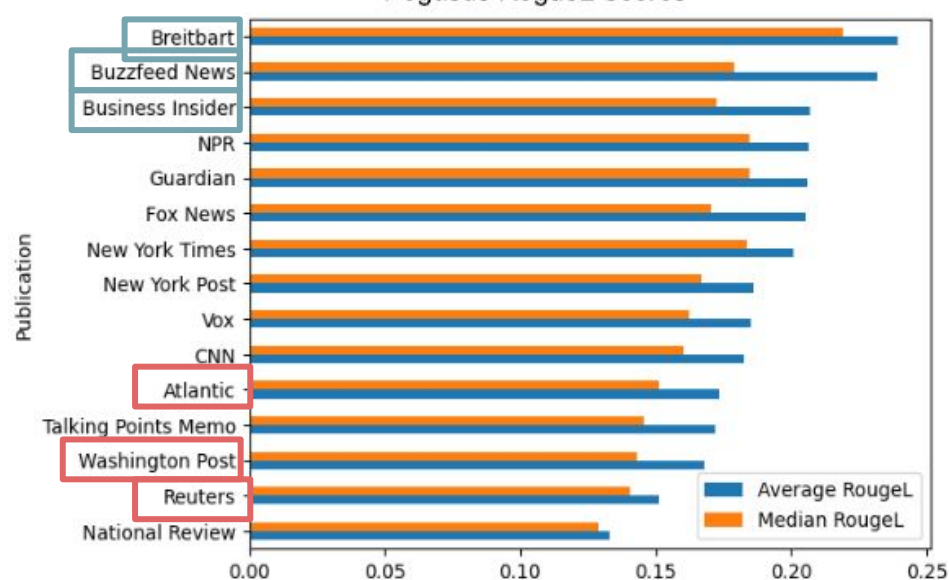 Breitbart
Buzzfeed News
Business Insider
NPR
Guardian
Fox News
New York Times
New York Post
Vox
CNN
Atlantic
Talking Points Memo
Washington Post
Reuters
National Review
Publication
Average RougeL
Median RougeL
0.00 0.05 0.10 0.15 0.20 0.25